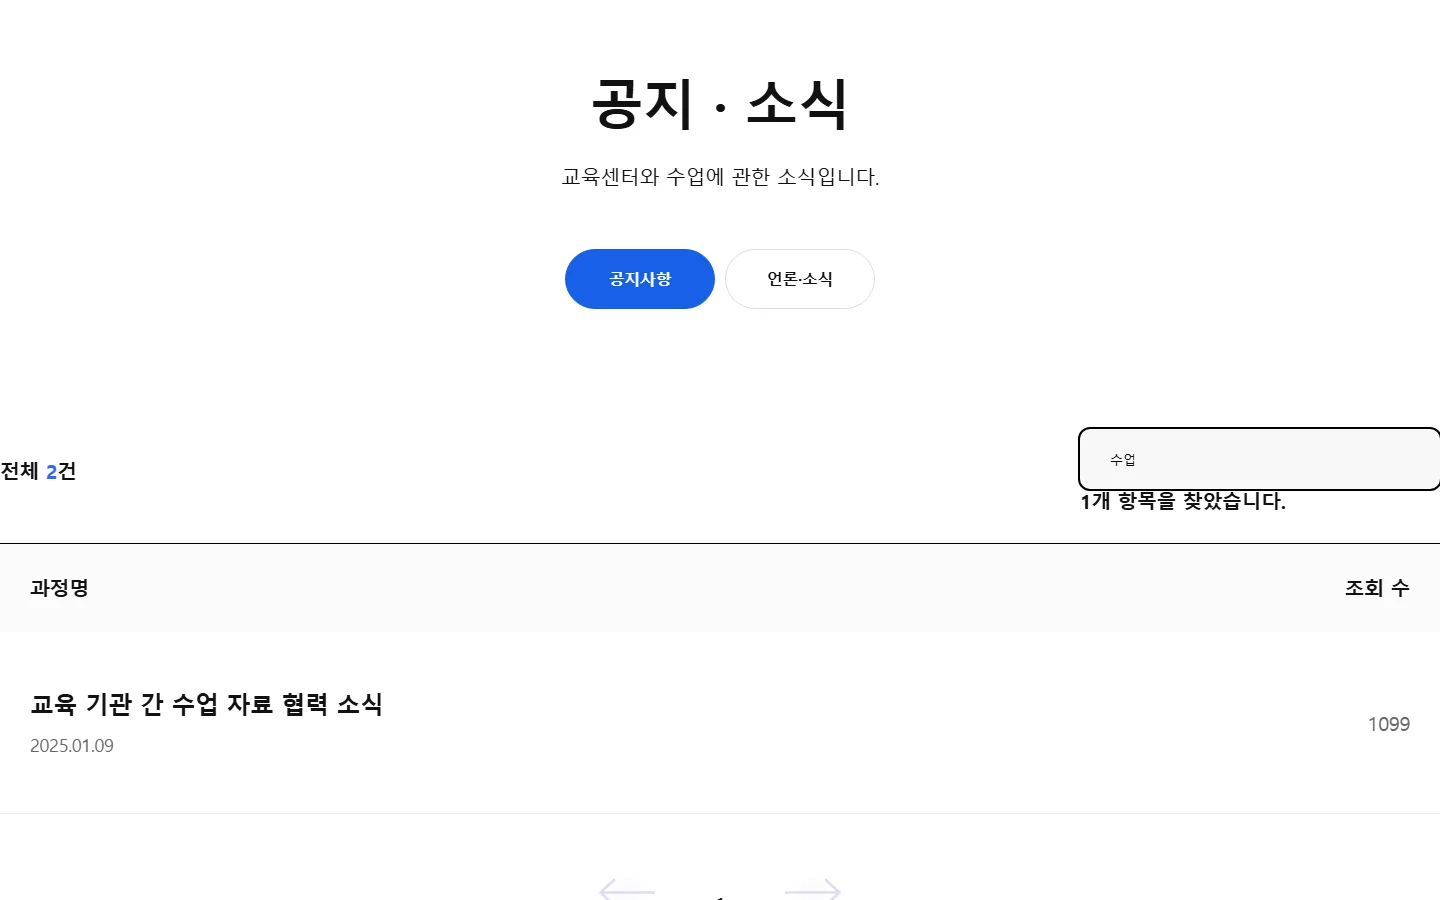 공지 · 소식
교육센터와 수업에 관한 소식입니다.
공지사항
언론·소식
전체 2건
수업
1개 항목을 찾았습니다.
과정명
조회 수
교육 기관 간 수업 자료 협력 소식
2025.01.09
1099